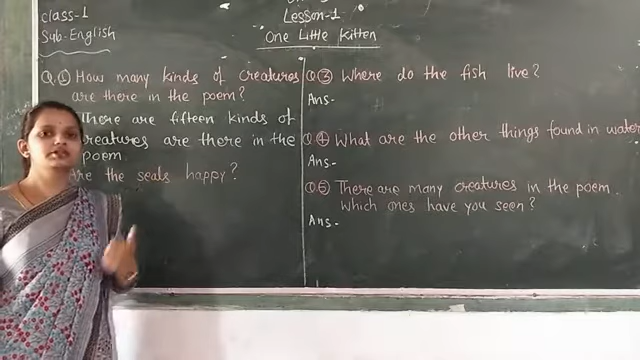 class-1
Sub-English
Lesson-1
One Little Kitten
Q.① How many kinds of creatures
are there in the poem?
There are fifteen kinds of
creatures are there in the
poem.
Are the seals happy?
Q.③ Where do the fish live?
Ans-
Q.④ What are the other things found in water
Ans-
Q.⑤ There are many creatures in the poem.
Which ones have you seen?
Ans-